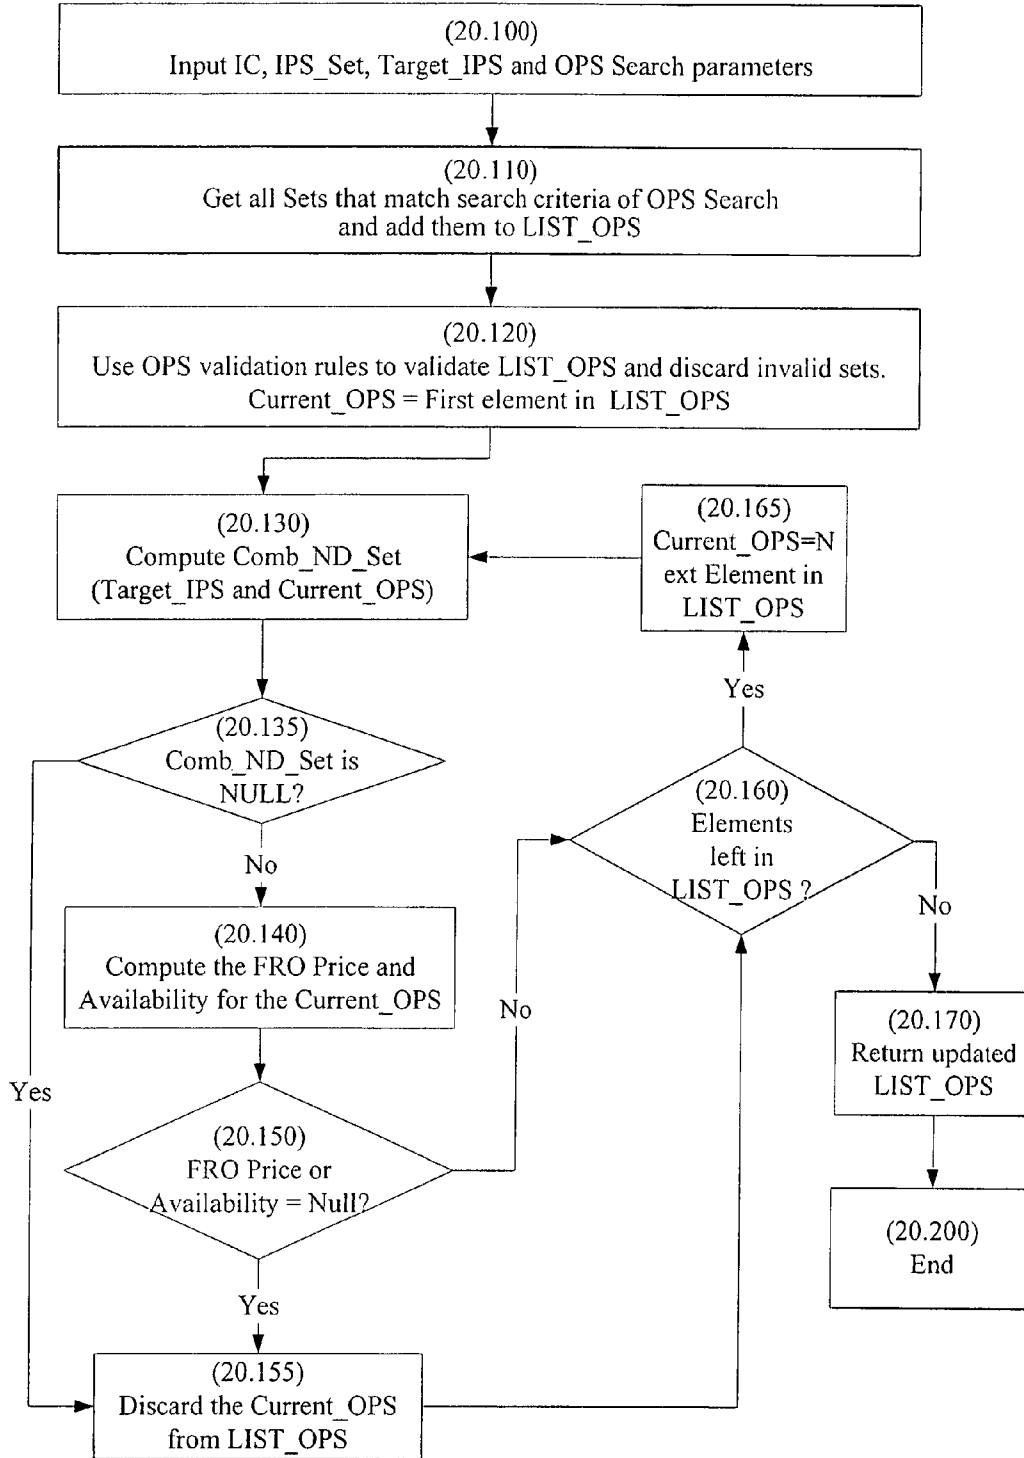 (20.100)
Input IC, IPS_Set, Target_IPS and OPS Search parameters
(20.110)
Get all Sets that match search criteria of OPS Search
and add them to LIST_OPS
(20.120)
Use OPS validation rules to validate LIST_OPS and discard invalid sets.
Current_OPS = First element in LIST_OPS
(20.130)
Compute Comb_ND_Set
(Target_IPS and Current_OPS)
(20.165)
Current_OPS=N
ext Element in
LIST_OPS
Yes
(20.135)
Comb_ND_Set is
NULL?
(20.160)
Elements
left in
LIST_OPS ?
No
No
(20.140)
Compute the FRO Price and
Availability for the Current_OPS
No
(20.170)
Return updated
LIST_OPS
Yes
(20.150)
FRO Price or
Availability = Null?
(20.200)
End
Yes
(20.155)
Discard the Current_OPS
from LIST_OPS